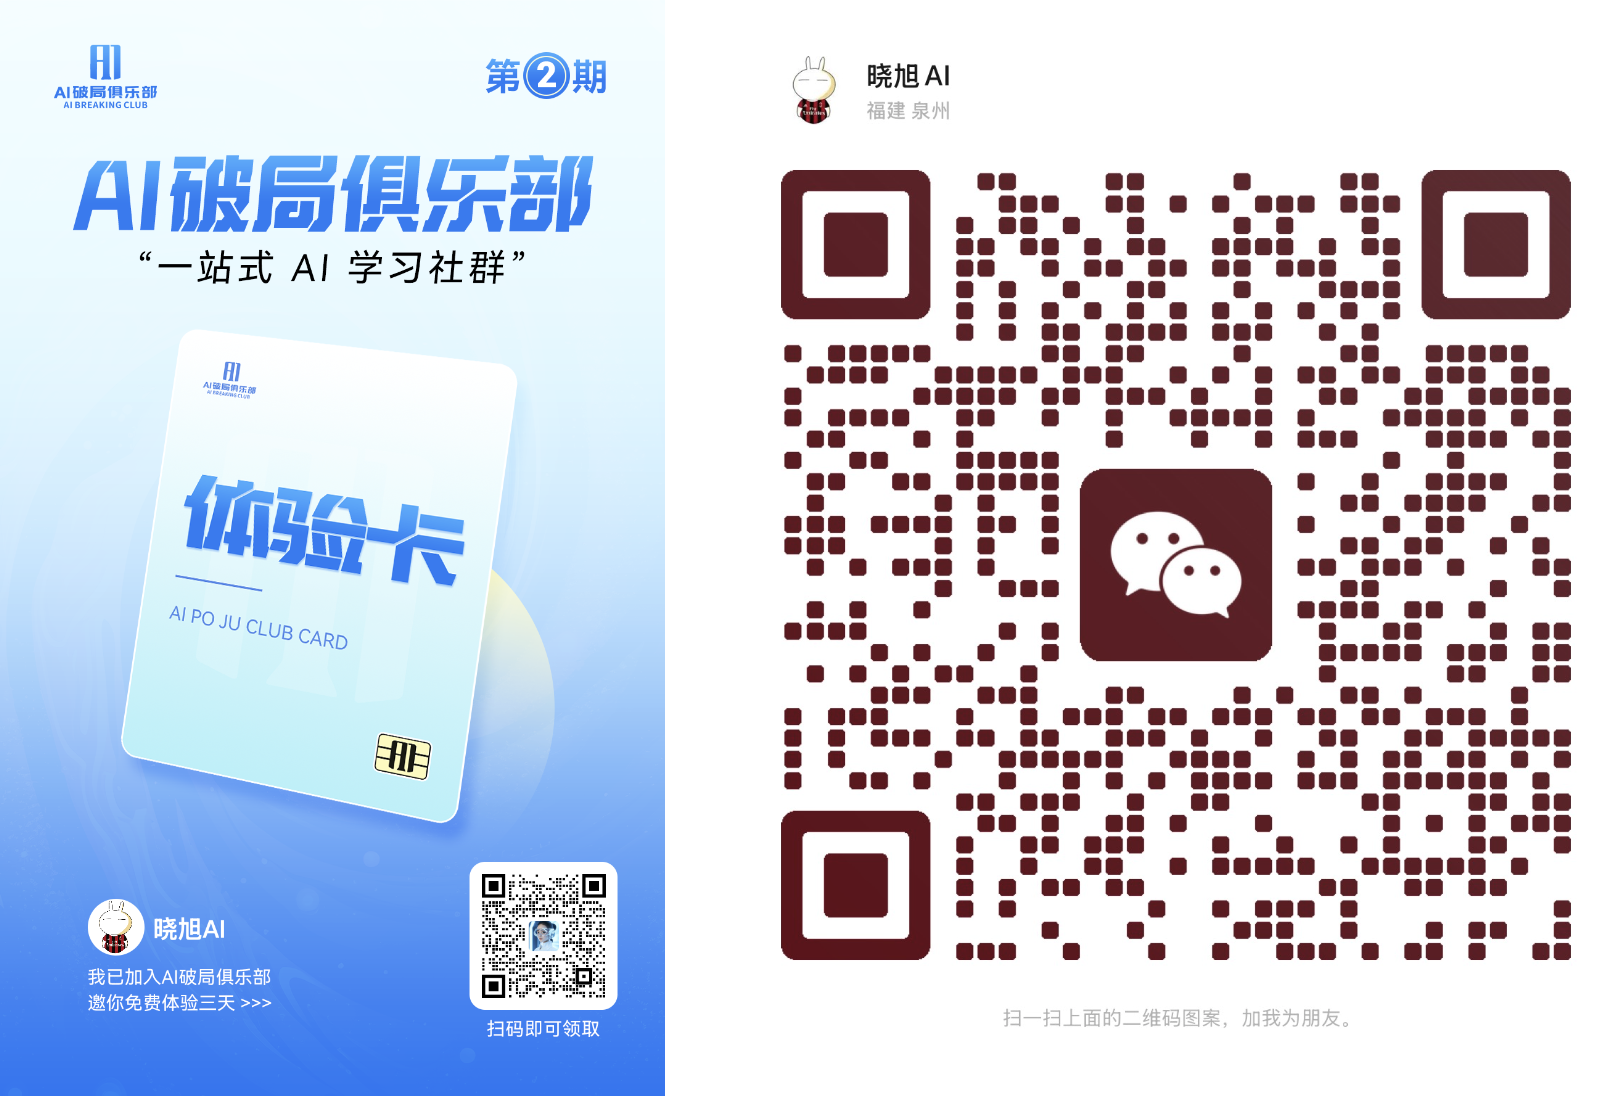 AI破局俱乐部
AI BREAKING CLUB
第2期
AI破局俱乐部
“一站式 AI 学习社群”
AI破局俱乐部
AI BREAKING CLUB
体验卡
AI PO JU CLUB CARD
晓旭AI
我已加入AI破局俱乐部
邀你免费体验三天 >>>
扫码即可领取
晓旭 AI
福建 泉州
扫一扫上面的二维码图案，加我为朋友。